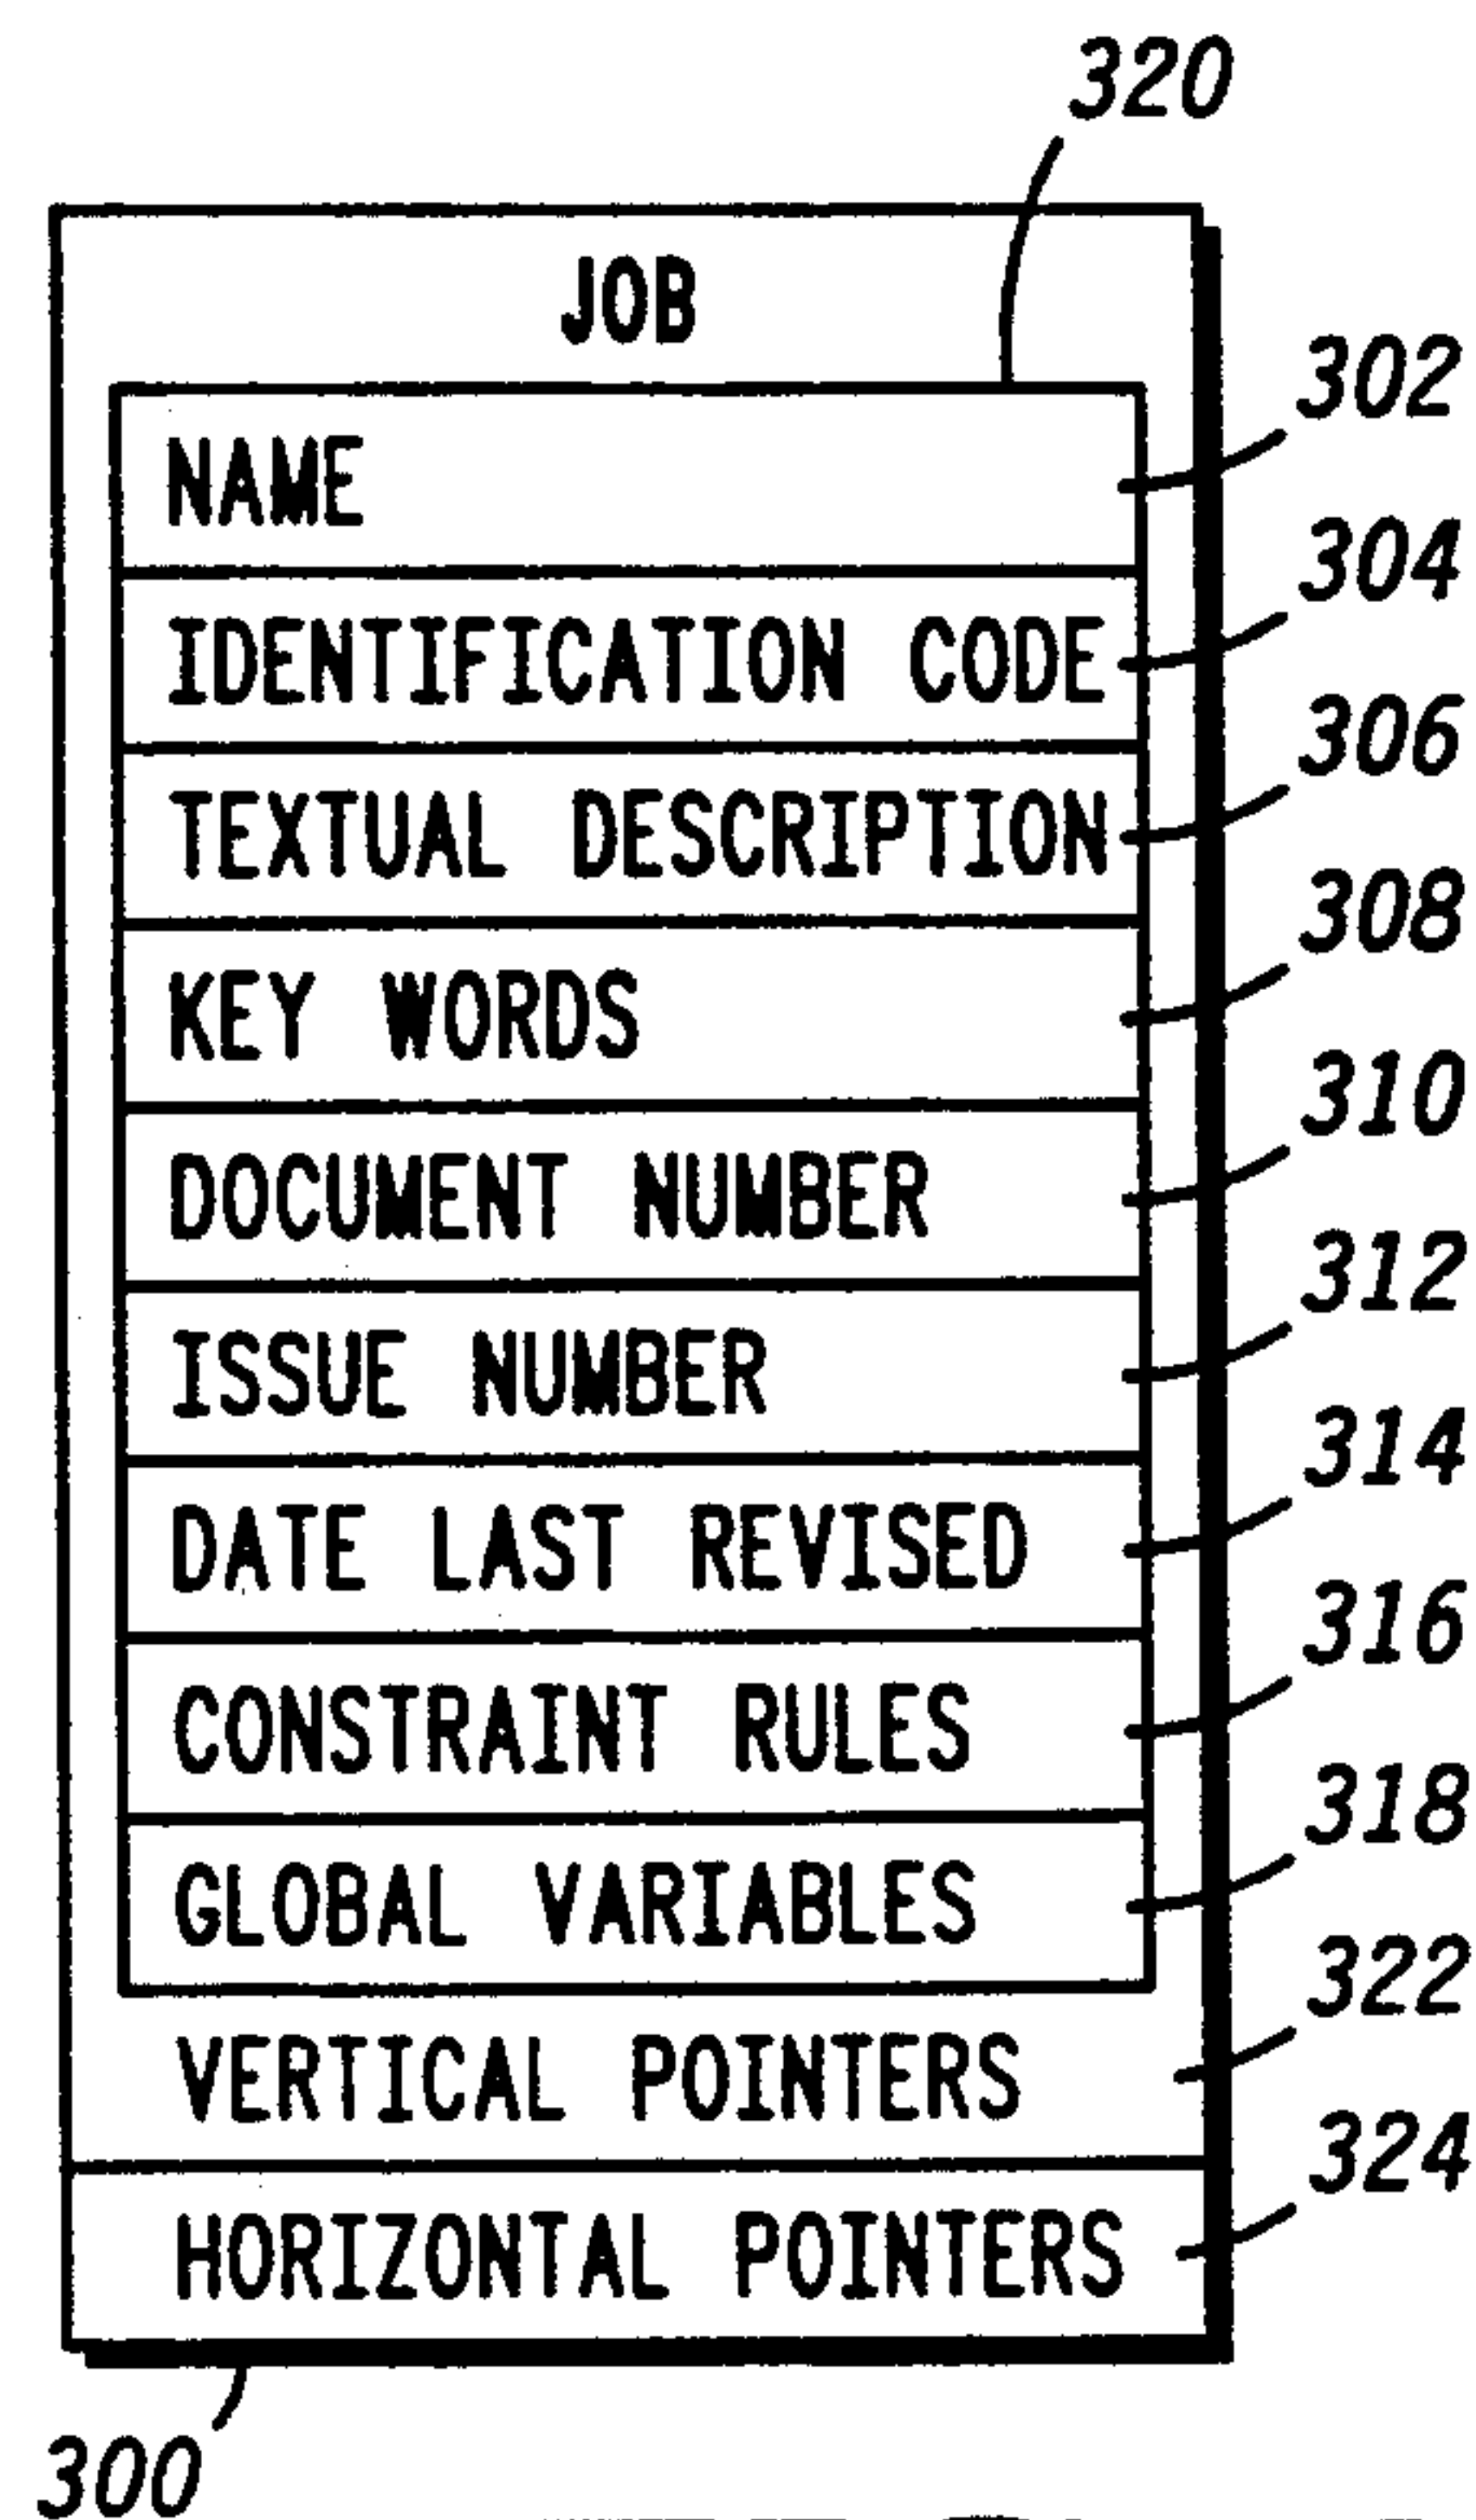 320
JOB
302
NAME
304
IDENTIFICATION CODE
306
TEXTUAL DESCRIPTION
308
KEY WORDS
310
DOCUMENT NUMBER
312
ISSUE NUMBER
314
DATE LAST REVISED
316
CONSTRAINT RULES
318
GLOBAL VARIABLES
322
VERTICAL POINTERS
324
HORIZONTAL POINTERS
300